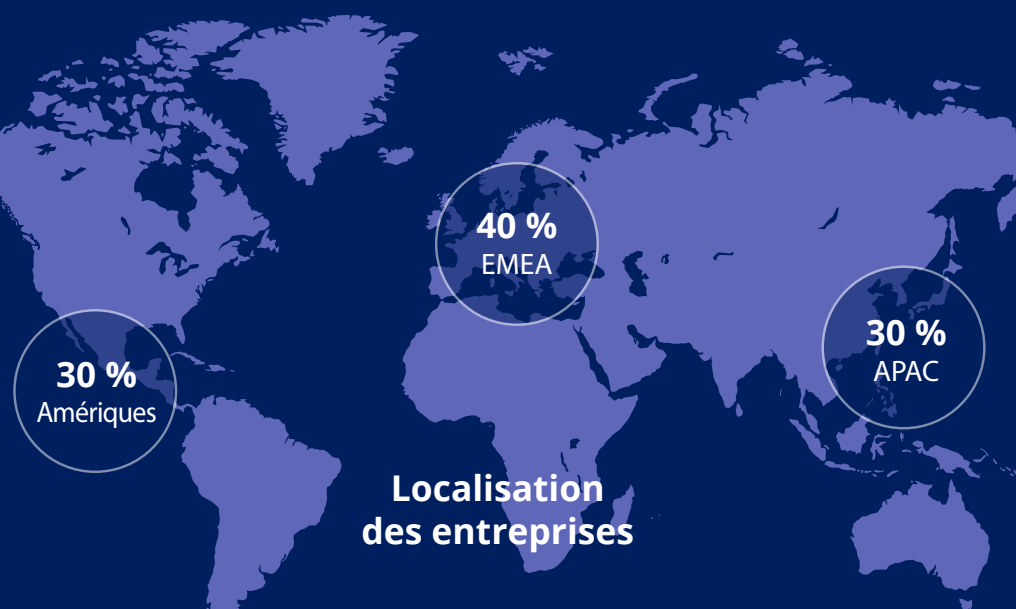 40 %
EMEA
30 %
APAC
30 %
Amériques
Localisation
des entreprises